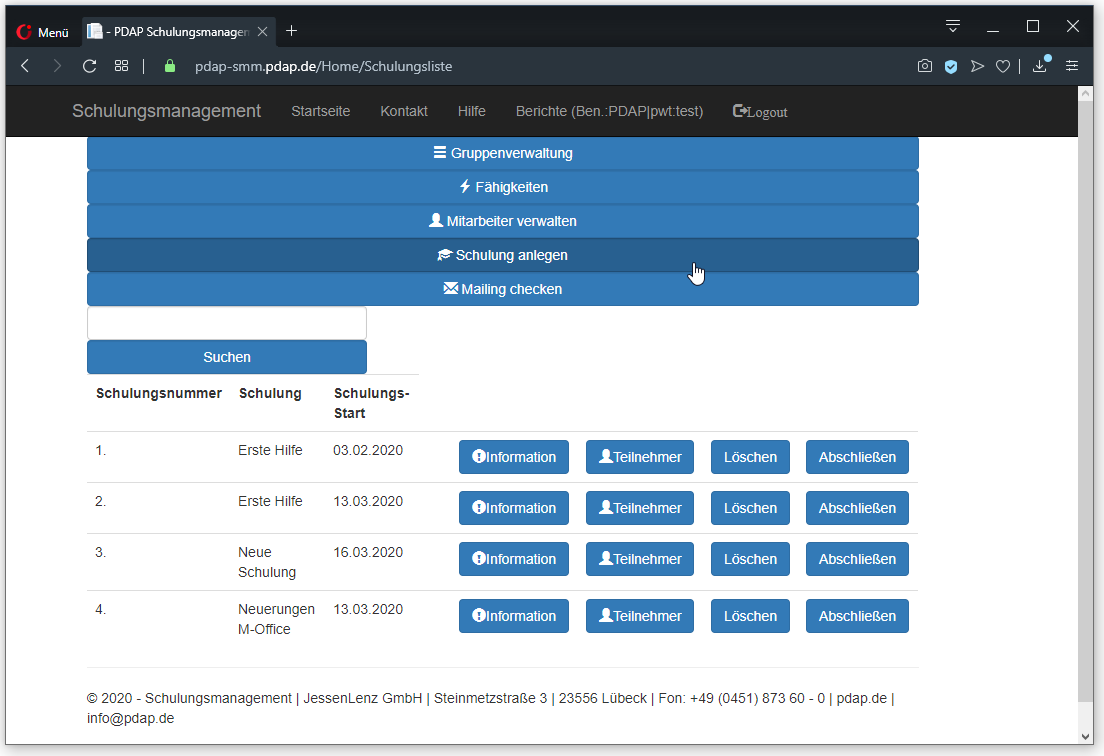 Menü
- PDAP Schulungsmanagen
pdap-smm.pdap.de/Home/Schulungsliste
Schulungsmanagement Startseite Kontakt Hilfe Berichte (Ben.:PDAP|pwt:test) Logout
Gruppenverwaltung
Fähigkeiten
Mitarbeiter verwalten
Schulung anlegen
Mailing checken
Suchen
Schulungsnummer Schulung Schulungs-
Start
1. Erste Hilfe 03.02.2020 Information Teilnehmer Löschen Abschließen
2. Erste Hilfe 13.03.2020 Information Teilnehmer Löschen Abschließen
3. Neue 16.03.2020 Information Teilnehmer Löschen Abschließen
Schulung
4. Neuerungen 13.03.2020 Information Teilnehmer Löschen Abschließen
M-Office
© 2020 - Schulungsmanagement | JessenLenz GmbH | Steinmetzstraße 3 | 23556 Lübeck | Fon: +49 (0451) 873 60 - 0 | pdap.de |
info@pdap.de